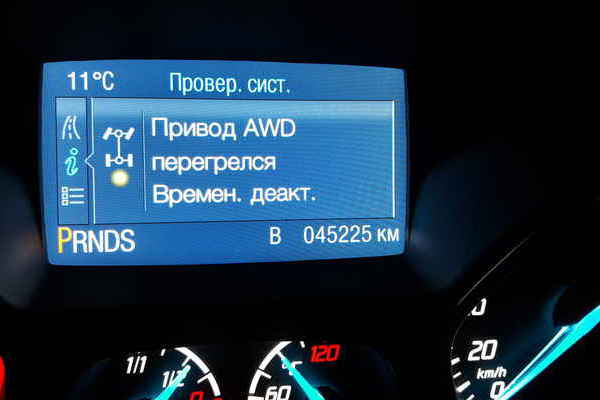 11°C Провер. сист.
Привод AWD
перегрелся
Времен. деакт.
PRNDS B 045225 км
1/1 1/2 0 60 °C 120
20
km/h
0